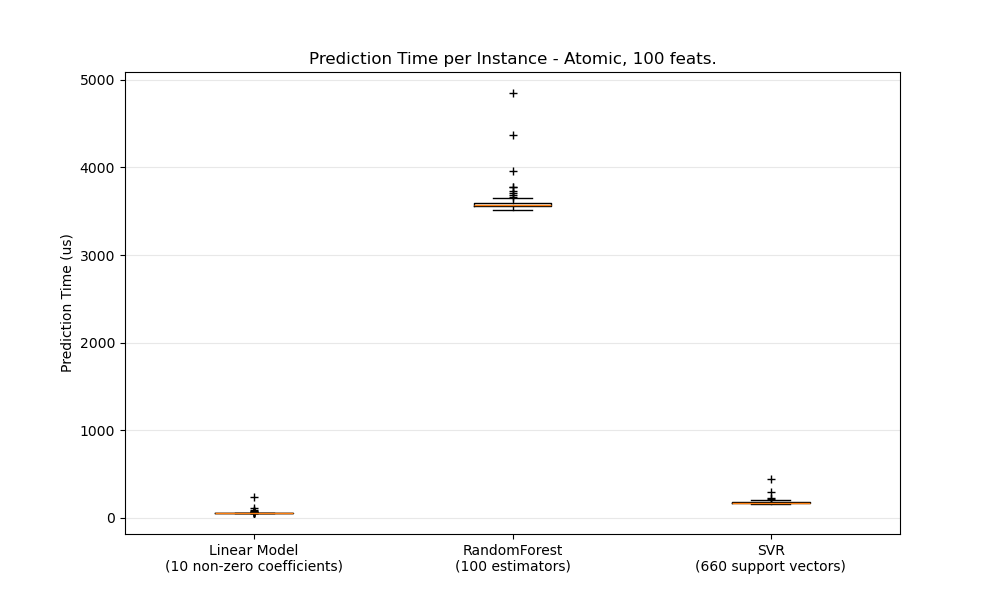 Prediction Time per Instance - Atomic, 100 feats.
5000
4000
3000
2000
1000
0
Prediction Time (us)
Linear Model
(10 non-zero coefficients)
RandomForest
(100 estimators)
SVR
(660 support vectors)